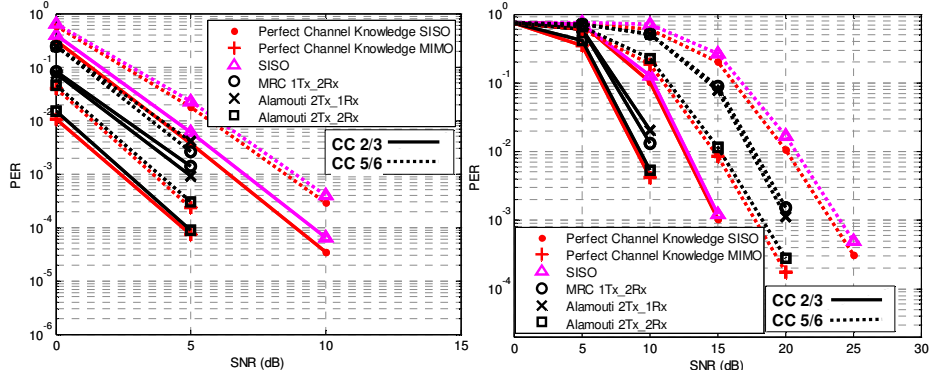 10^0
10^-1
10^-2
10^-3
10^-4
10^-5
10^-6
PER
0
5
10
15
SNR (dB)
Perfect Channel Knowledge SISO
Perfect Channel Knowledge MIMO
SISO
MRC 1Tx_2Rx
Alamouti 2Tx_1Rx
Alamouti 2Tx_2Rx
CC 2/3
CC 5/6
10^0
10^-1
10^-2
10^-3
10^-4
PER
0
5
10
15
20
25
30
SNR (dB)
Perfect Channel Knowledge SISO
Perfect Channel Knowledge MIMO
SISO
MRC 1Tx_2Rx
Alamouti 2Tx_1Rx
Alamouti 2Tx_2Rx
CC 2/3
CC 5/6